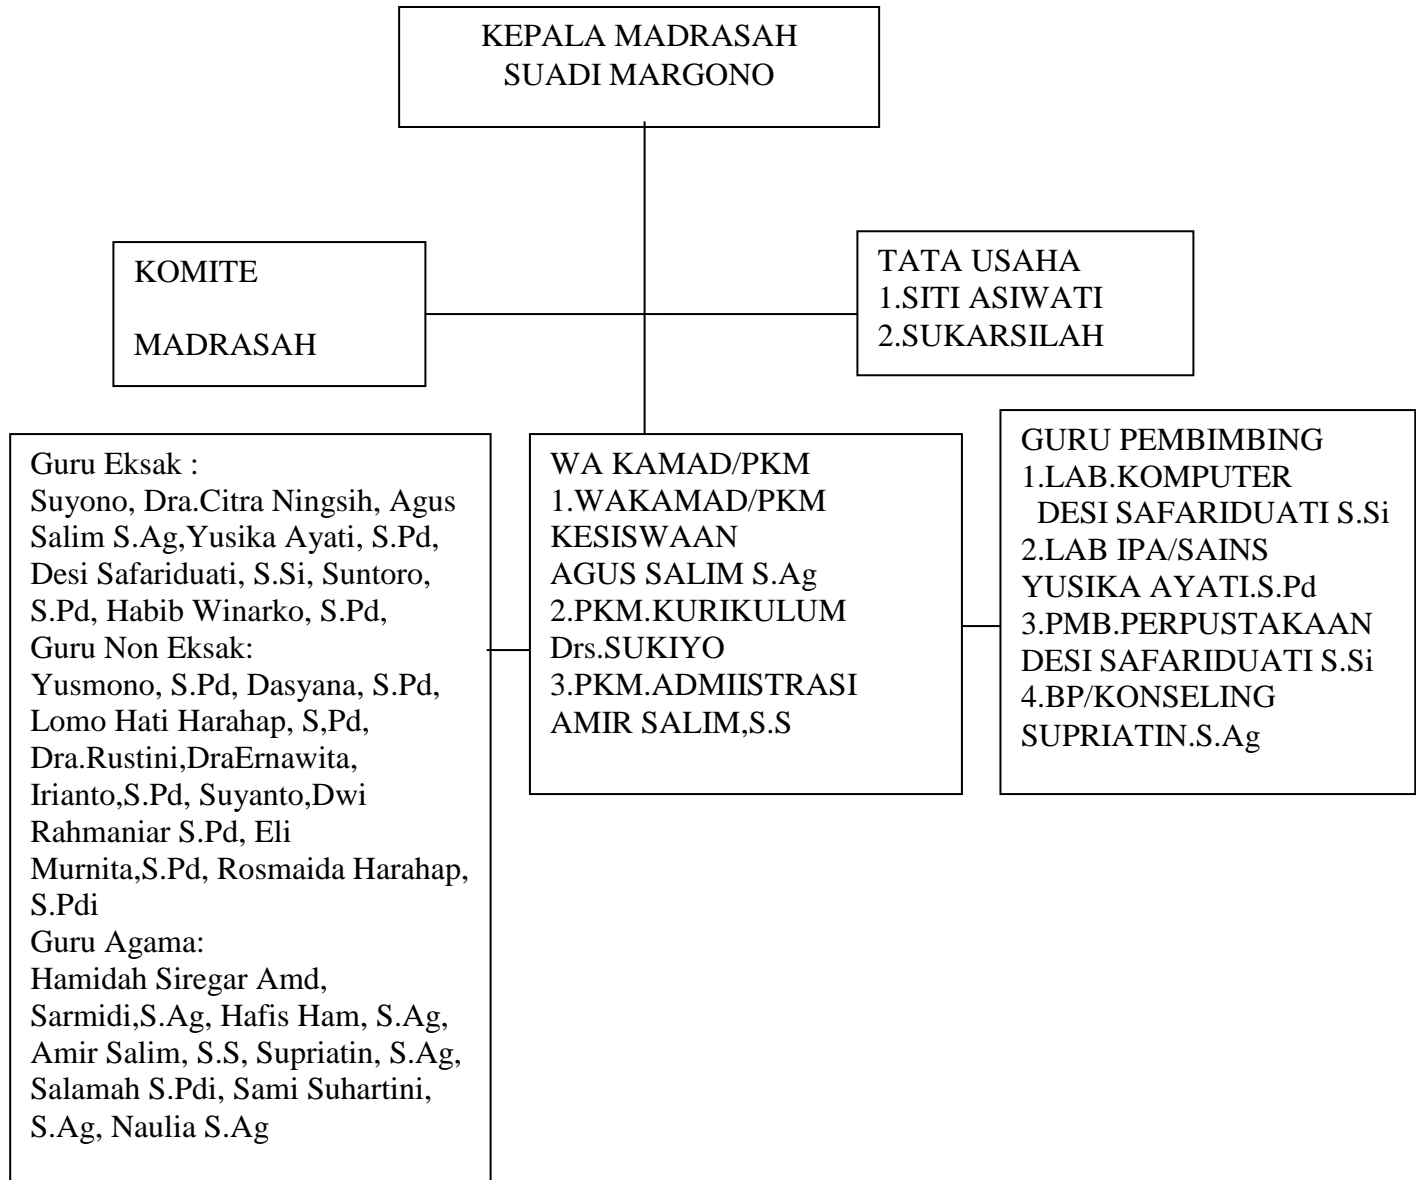 KEPALA MADRASAH
SUADI MARGONO
KOMITE
MADRASAH
TATA USAHA
1.SITI ASIWATI
2.SUKARSILAH
Guru Eksak :
Suyono, Dra.Citra Ningsih, Agus
Salim S.Ag,Yusika Ayati, S.Pd,
Desi Safariduati, S.Si, Suntoro,
S.Pd, Habib Winarko, S.Pd,
Guru Non Eksak:
Yusmono, S.Pd, Dasyana, S.Pd,
Lomo Hati Harahap, S,Pd,
Dra.Rustini,DraErnawita,
Irianto,S.Pd, Suyanto,Dwi
Rahmaniar S.Pd, Eli
Murnita,S.Pd, Rosmaida Harahap,
S.Pdi
Guru Agama:
Hamidah Siregar Amd,
Sarmidi,S.Ag, Hafis Ham, S.Ag,
Amir Salim, S.S, Supriatin, S.Ag,
Salamah S.Pdi, Sami Suhartini,
S.Ag, Naulia S.Ag
WA KAMAD/PKM
1.WAKAMAD/PKM
KESISWAAN
AGUS SALIM S.Ag
2.PKM.KURIKULUM
Drs.SUKIYO
3.PKM.ADMIISTRASI
AMIR SALIM,S.S
GURU PEMBIMBING
1.LAB.KOMPUTER
DESI SAFARIDUATI S.Si
2.LAB IPA/SAINS
YUSIKA AYATI.S.Pd
3.PMB.PERPUSTAKAAN
DESI SAFARIDUATI S.Si
4.BP/KONSELING
SUPRIATIN.S.Ag